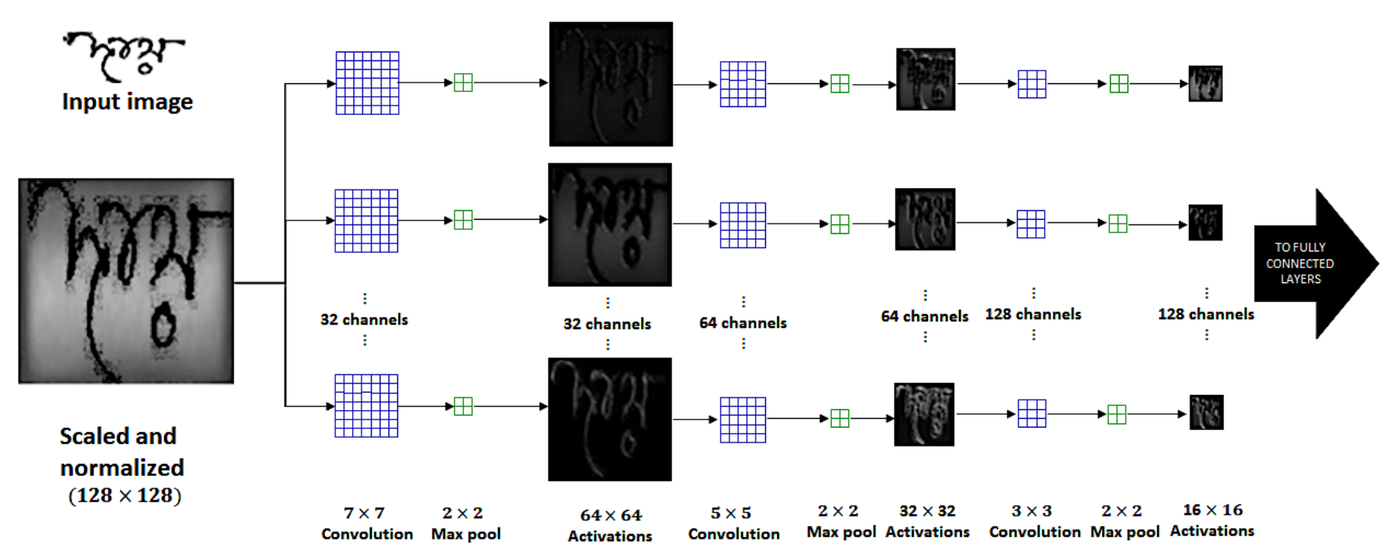 Input image
Scaled and
normalized
(128 × 128)
32 channels
32 channels
64 channels
64 channels
128 channels
128 channels
TO FULLY
CONNECTED
LAYERS
7 × 7
Convolution
2 × 2
Max pool
64 × 64
Activations
5 × 5
Convolution
2 × 2
Max pool
32 × 32
Activations
3 × 3
Convolution
2 × 2
Max pool
16 × 16
Activations